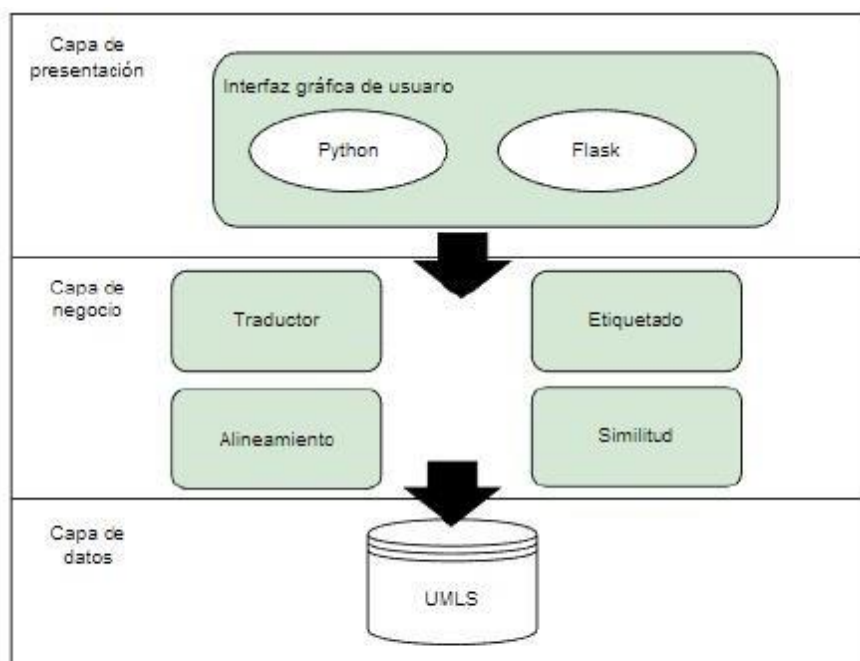 Capa de
presentación
Interfaz gráfica de usuario
Python
Flask
Capa de
negocio
Traductor
Etiquetado
Alineamiento
Similitud
Capa de
datos
UMLS